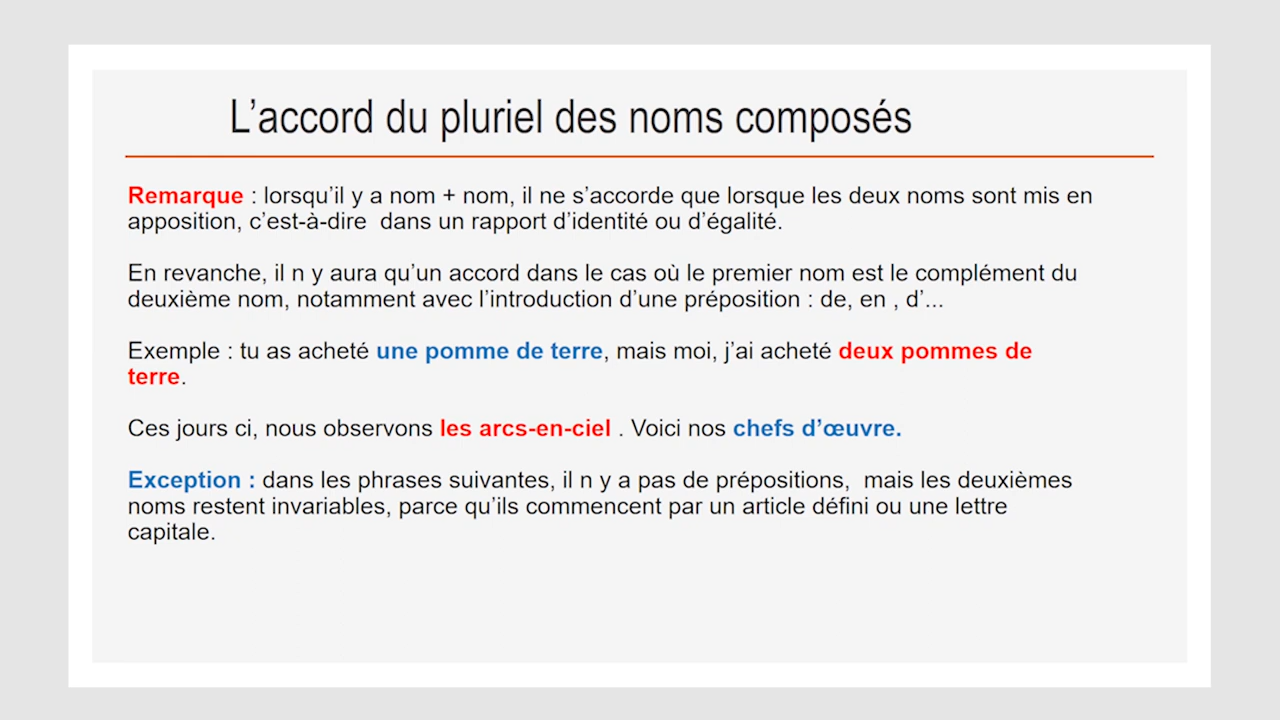 L’accord du pluriel des noms composés
Remarque : lorsqu’il y a nom + nom, il ne s’accorde que lorsque les deux noms sont mis en
apposition, c’est-à-dire  dans un rapport d’identité ou d’égalité.
En revanche, il n y aura qu’un accord dans le cas où le premier nom est le complément du
deuxième nom, notamment avec l’introduction d’une préposition : de, en , d’...
Exemple : tu as acheté une pomme de terre, mais moi, j’ai acheté deux pommes de
terre.
Ces jours ci, nous observons les arcs-en-ciel . Voici nos chefs d’œuvre.
Exception : dans les phrases suivantes, il n y a pas de prépositions,  mais les deuxièmes
noms restent invariables, parce qu’ils commencent par un article défini ou une lettre
capitale.